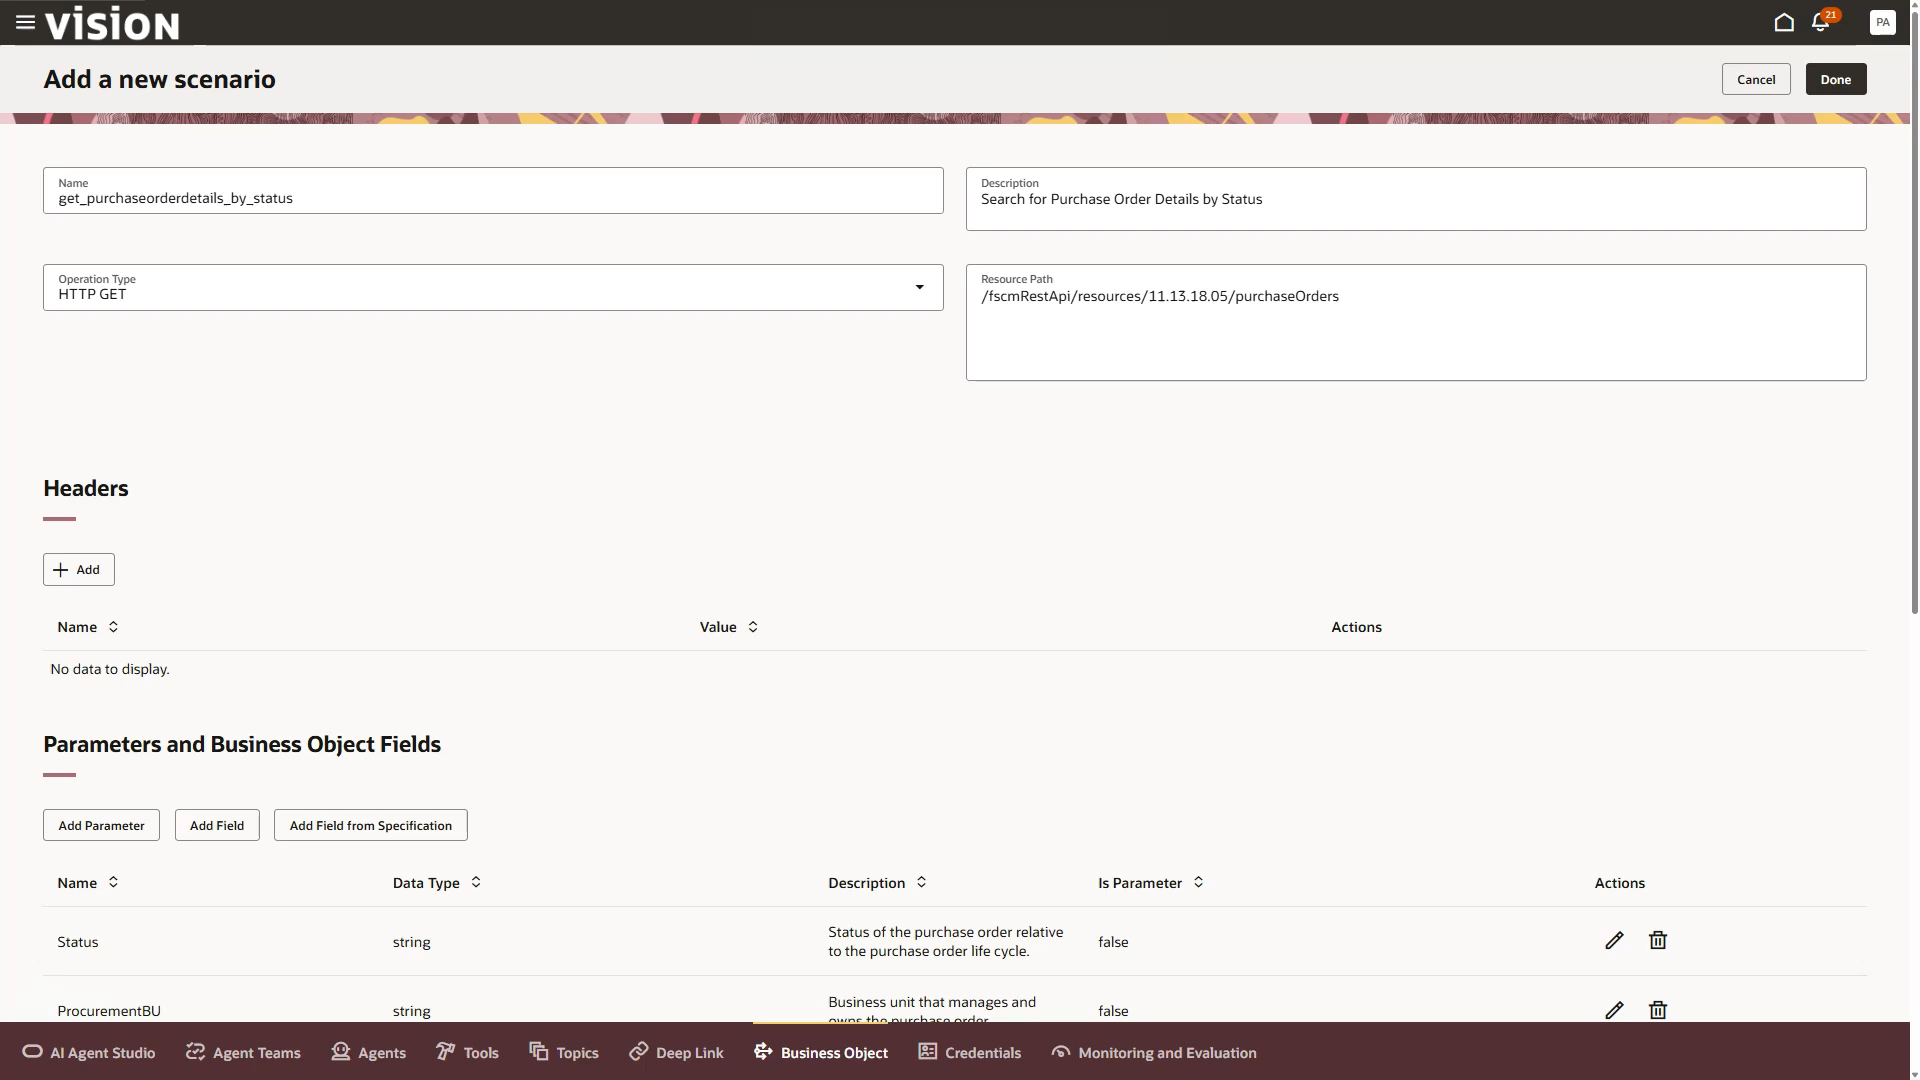 vision
21
PA
Add a new scenario
Cancel
Done
Name
get_purchaseorderdetails_by_status
Description
Search for Purchase Order Details by Status
Operation Type
HTTP GET
Resource Path
/fscmRestApi/resources/11.13.18.05/purchaseOrders
Headers
Add
Name
Value
Actions
No data to display.
Parameters and Business Object Fields
Add Parameter
Add Field
Add Field from Specification
Name
Data Type
Description
Is Parameter
Actions
Status
string
Status of the purchase order relative
to the purchase order life cycle.
false
ProcurementBU
string
Business unit that manages and
owns the purchase order.
false
AI Agent Studio
Agent Teams
Agents
Tools
Topics
Deep Link
Business Object
Credentials
Monitoring and Evaluation